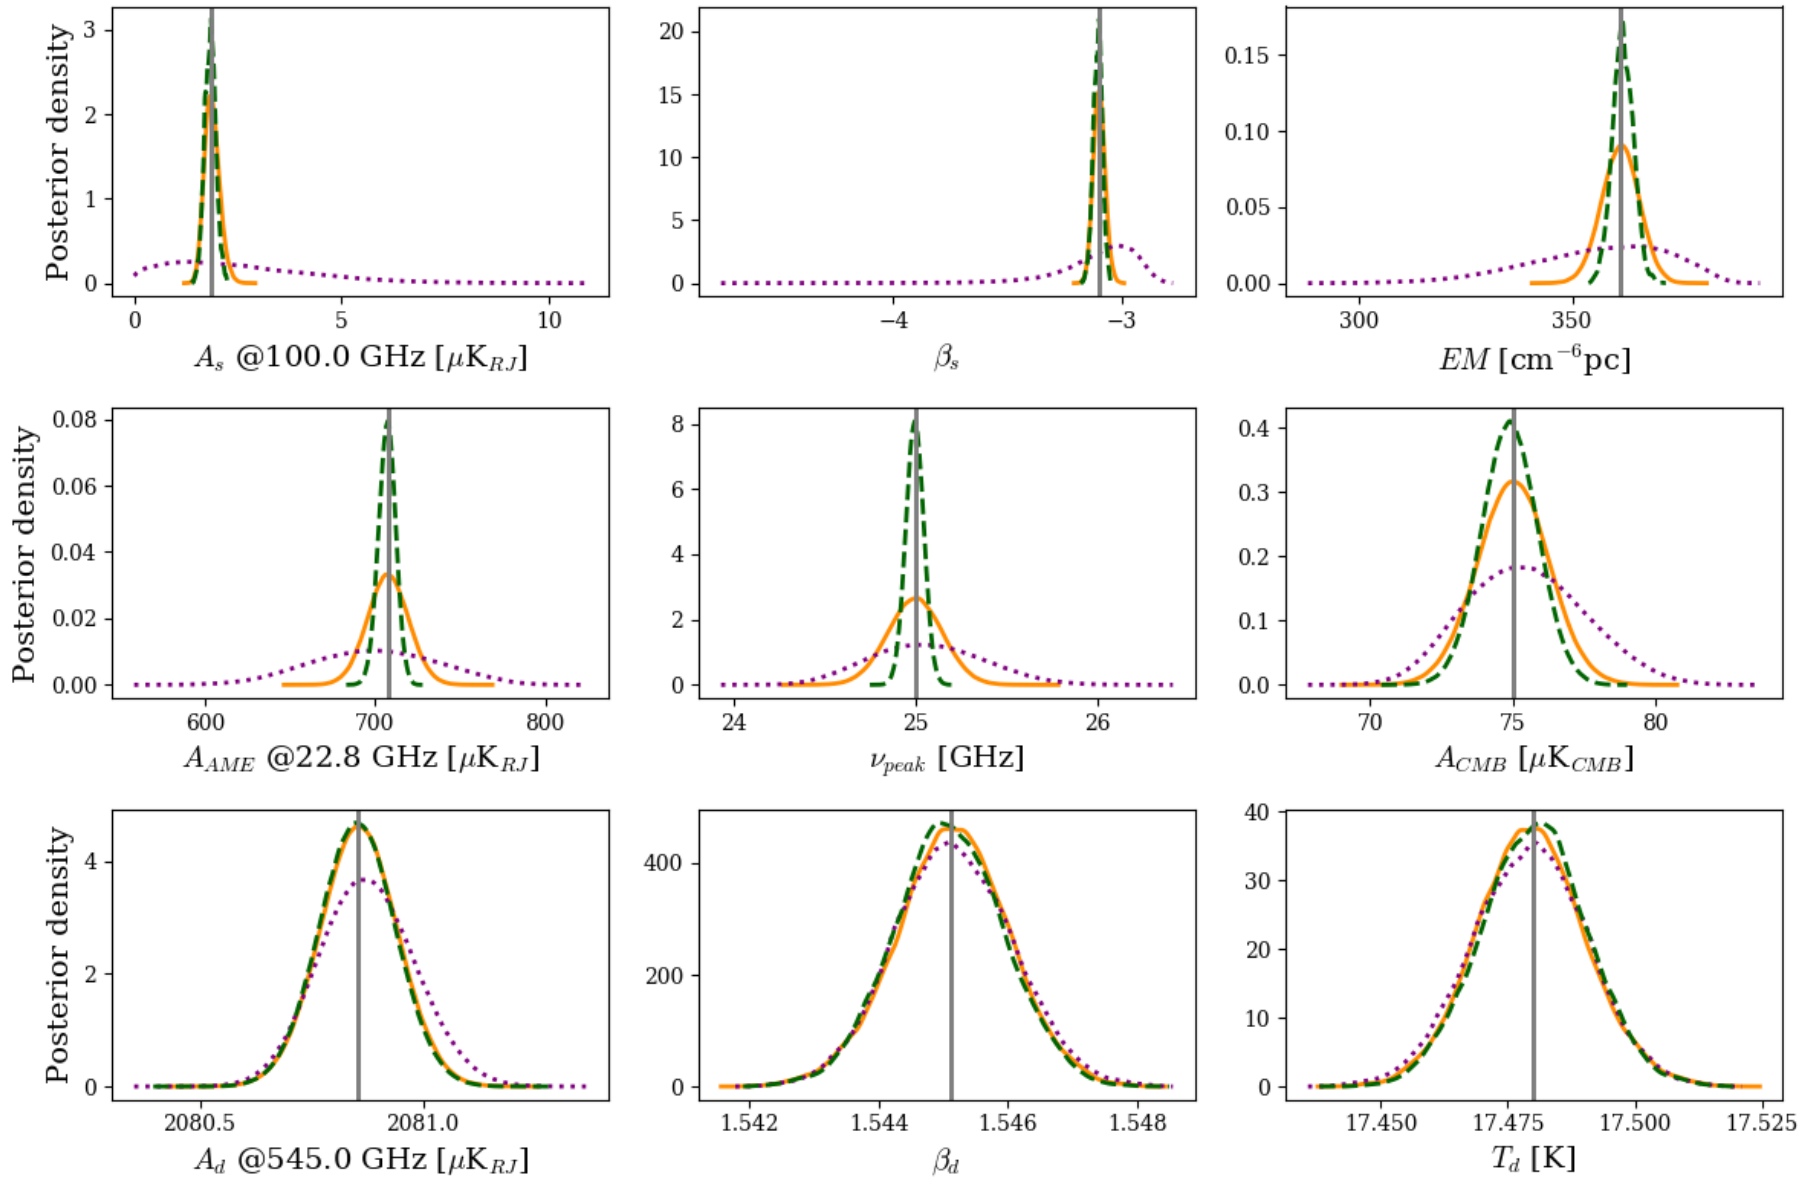 Posterior density
3
2
1
0
0 5 10
A_s @100.0 GHz [μK_RJ]
20
15
10
5
0
−4 −3
β_s
0.15
0.10
0.05
0.00
300 350
EM [cm⁻⁶pc]
Posterior density
0.08
0.06
0.04
0.02
0.00
600 700 800
A_AME @22.8 GHz [μK_RJ]
8
6
4
2
0
24 25 26
ν_peak [GHz]
0.4
0.3
0.2
0.1
0.0
70 75 80
A_CMB [μK_CMB]
Posterior density
4
2
0
2080.5 2081.0
A_d @545.0 GHz [μK_RJ]
400
200
0
1.542 1.544 1.546 1.548
β_d
40
30
20
10
0
17.450 17.475 17.500 17.525
T_d [K]